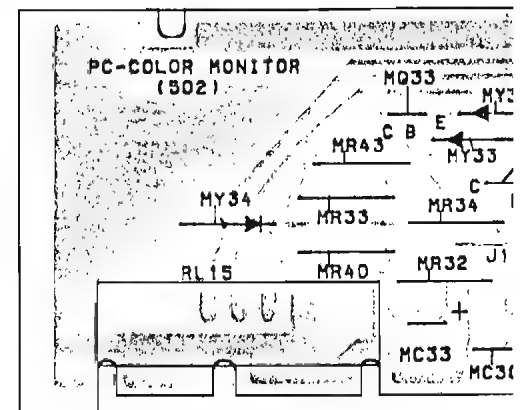 PC-COLOR MONITOR
(502)
MQ33
C B E
MR43
MY33
C
MY34
MR33
MR34
J1
RL15
MR40
MR32
+
MC33